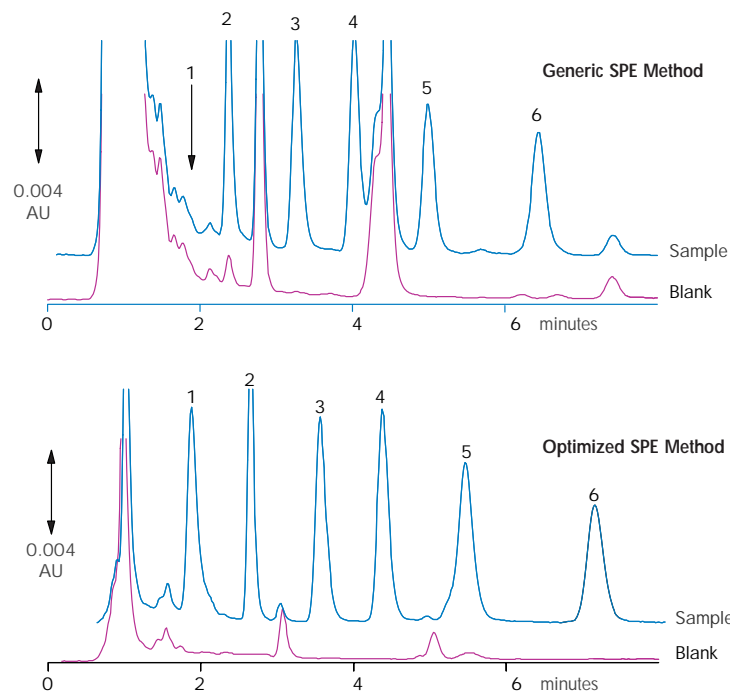 2
1
3
4
5
6
Generic SPE Method
0.004
AU
Sample
Blank
0 2 4 6 minutes
1
2
3
4
5
6
Optimized SPE Method
0.004
AU
Sample
Blank
0 2 4 6 minutes